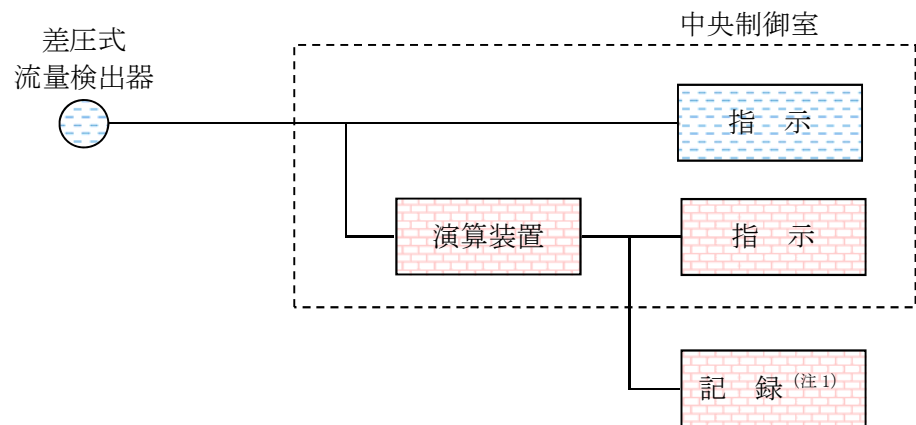 中央制御室
差圧式
流量検出器
指　示
演算装置
指　示
記　録（注1）